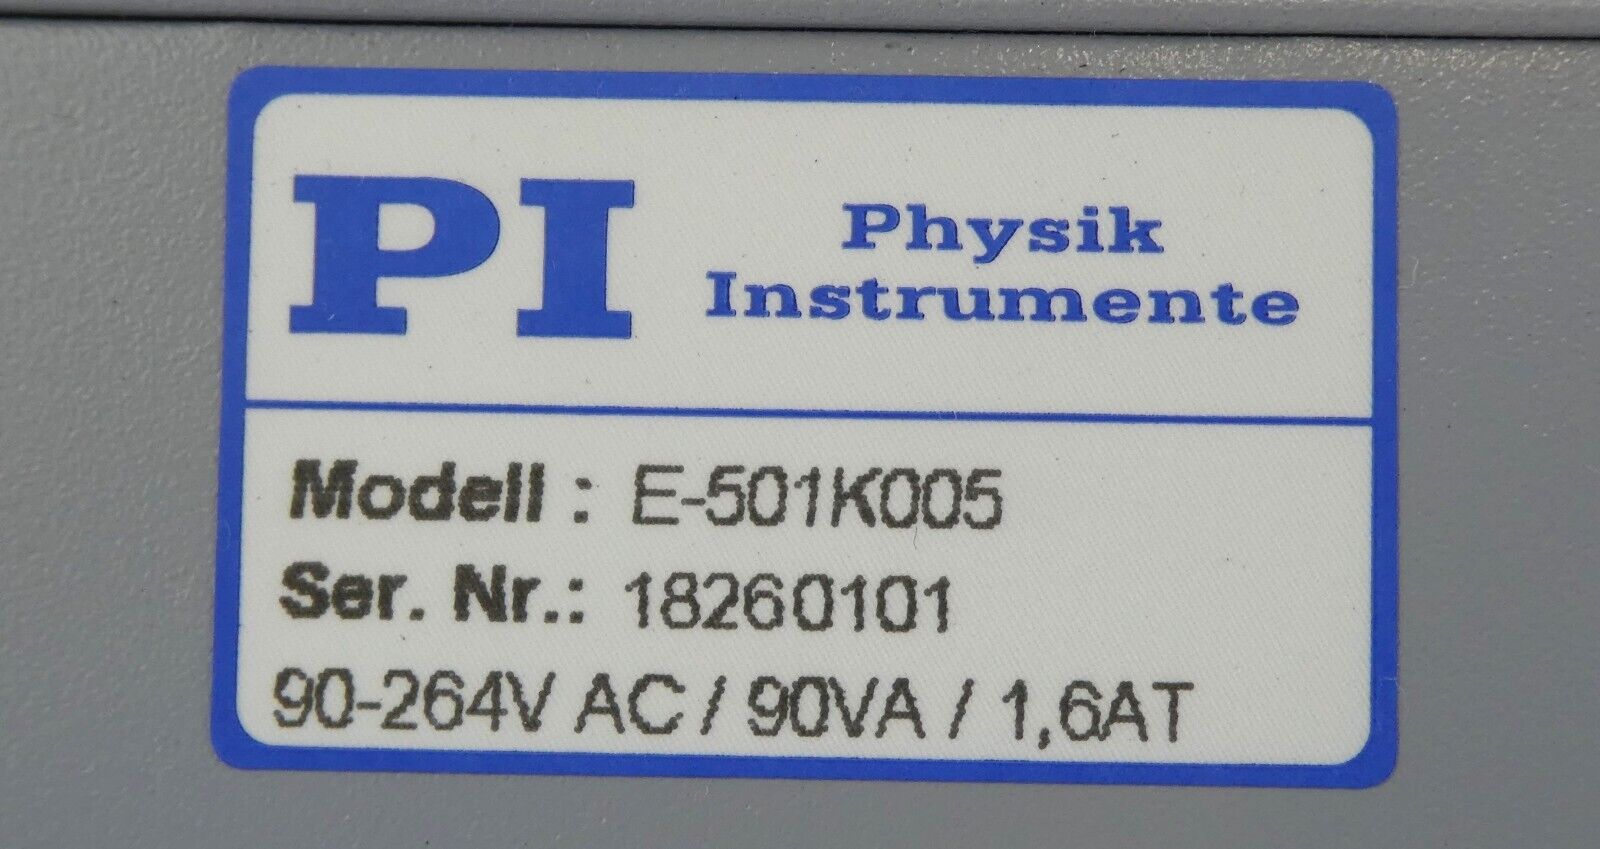 PI
Physik
Instrumente
Modell : E-501K005
Ser. Nr.: 18260101
90-264V AC / 90VA / 1,6AT